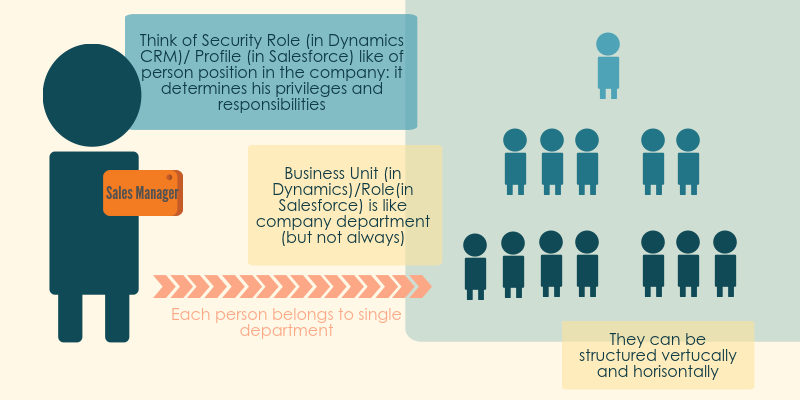 Think of Security Role (in Dynamics
CRM)/ Profile (in Salesforce) like of
person position in the company: it
determines his privileges and
responsibilities
Sales Manager
Business Unit (in
Dynamics)/Role(in
Salesforce) is like
company department
(but not always)
Each person belongs to single
department
They can be
structured vertucally
and horisontally